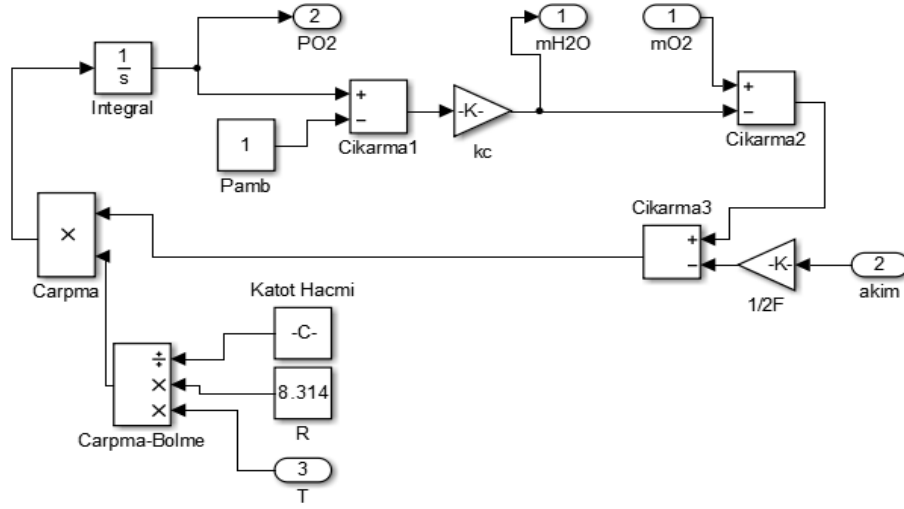 2
PO2
1
mH2O
1
mO2
1
s
Integral
+
−
Cikarma1
-K-
kc
+
−
Cikarma2
1
Pamb
Cikarma3
+
−
-K-
1/2F
2
akim
×
Carpma
Katot Hacmi
-C-
÷
×
×
Carpma-Bolme
8.314
R
3
T